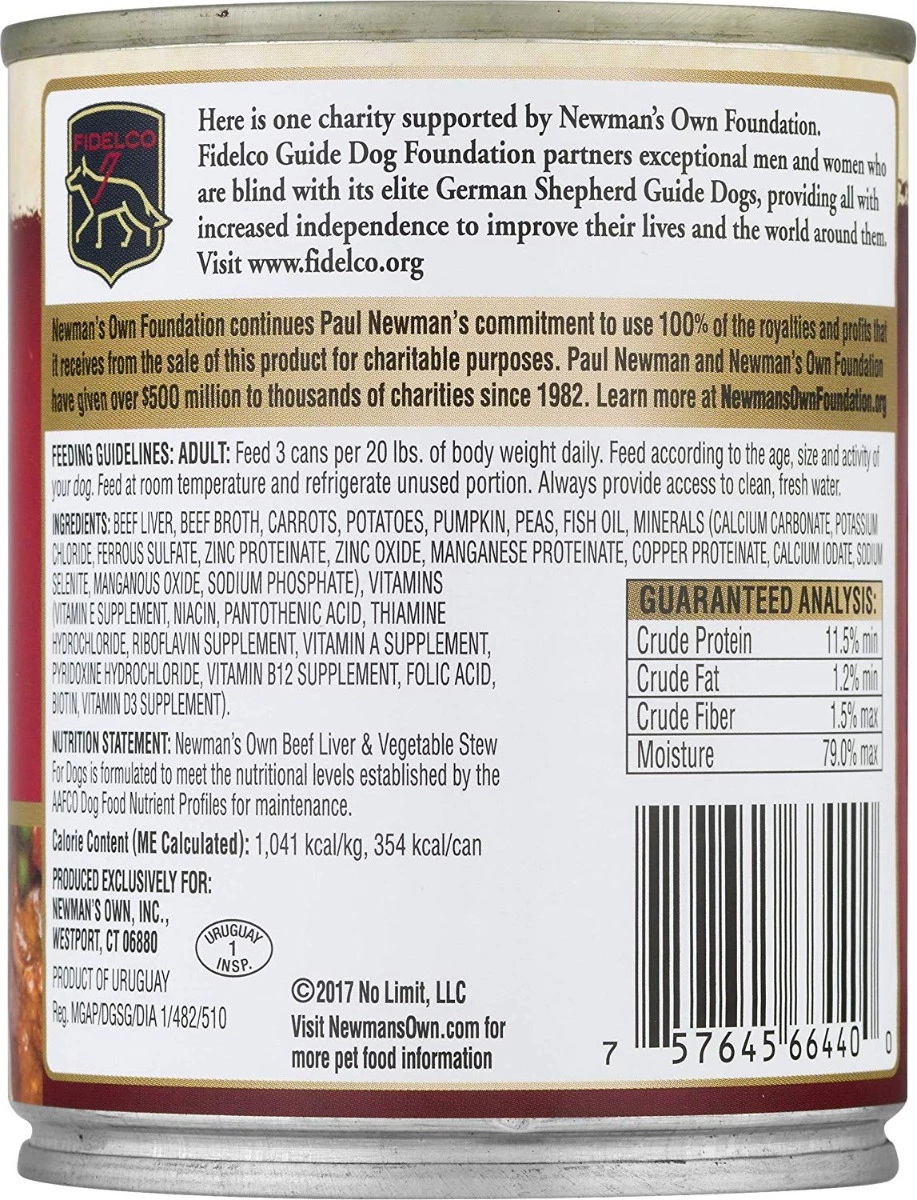 FIDELCO
Here is one charity supported by Newman's Own Foundation.
Fidelco Guide Dog Foundation partners exceptional men and women who
are blind with its elite German Shepherd Guide Dogs, providing all with
increased independence to improve their lives and the world around them.
Visit www.fidelco.org
Newman's Own Foundation continues Paul Newman's commitment to use 100% of the royalties and profits that
it receives from the sale of this product for charitable purposes. Paul Newman and Newman's Own Foundation
have given over $500 million to thousands of charities since 1982. Learn more at NewmansOwnFoundation.org
FEEDING GUIDELINES: ADULT: Feed 3 cans per 20 lbs. of body weight daily. Feed according to the age, size and activity of
your dog. Feed at room temperature and refrigerate unused portion. Always provide access to clean, fresh water.
INGREDIENTS: BEEF LIVER, BEEF BROTH, CARROTS, POTATOES, PUMPKIN, PEAS, FISH OIL, MINERALS (CALCIUM CARBONATE, POTASSIUM
CHLORIDE, FERROUS SULFATE, ZINC PROTEINATE, ZINC OXIDE, MANGANESE PROTEINATE, COPPER PROTEINATE, CALCIUM IODATE, SODIUM
SELENITE, MANGANOUS OXIDE, SODIUM PHOSPHATE), VITAMINS
(VITAMIN E SUPPLEMENT, NIACIN, PANTOTHENIC ACID, THIAMINE
HYDROCHLORIDE, RIBOFLAVIN SUPPLEMENT, VITAMIN A SUPPLEMENT,
PYRIDOXINE HYDROCHLORIDE, VITAMIN B12 SUPPLEMENT, FOLIC ACID,
BIOTIN, VITAMIN D3 SUPPLEMENT).
GUARANTEED ANALYSIS:
Crude Protein 11.5% min
Crude Fat 1.2% min
Crude Fiber 1.5% max
Moisture 79.0% max
NUTRITION STATEMENT: Newman's Own Beef Liver & Vegetable Stew
For Dogs is formulated to meet the nutritional levels established by the
AAFCO Dog Food Nutrient Profiles for maintenance.
Calorie Content (ME Calculated): 1,041 kcal/kg, 354 kcal/can
PRODUCED EXCLUSIVELY FOR:
NEWMAN'S OWN, INC.,
WESTPORT, CT 06880
PRODUCT OF URUGUAY
Reg. MGAP/DGSG/DIA 1/482/510
URUGUAY
1
INSP.
©2017 No Limit, LLC
Visit NewmansOwn.com for
more pet food information
7 57645 66440 0